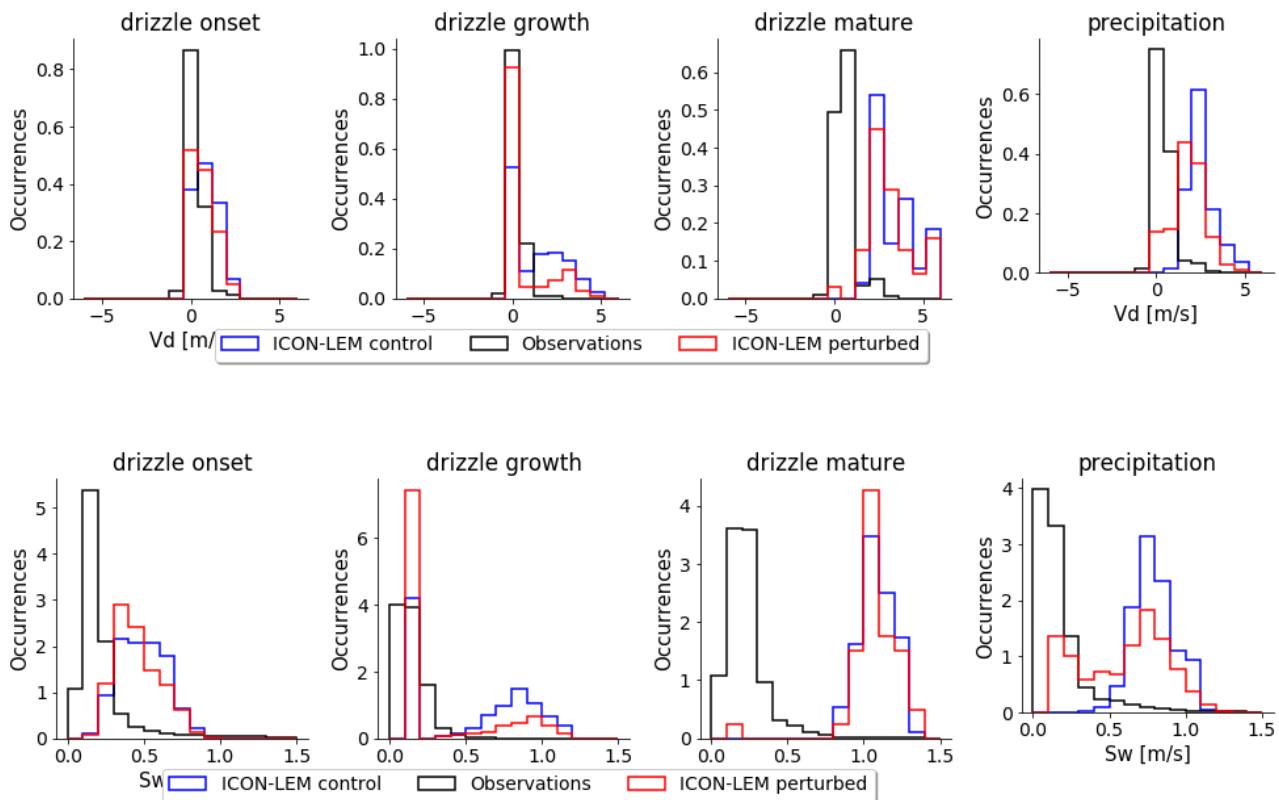 drizzle onset
drizzle growth
drizzle mature
precipitation
Occurrences
0.0
0.2
0.4
0.6
0.8
−5
0
5
Occurrences
0.0
0.2
0.4
0.6
0.8
1.0
−5
0
5
Occurrences
0.0
0.1
0.2
0.3
0.4
0.5
0.6
−5
0
5
Occurrences
0.0
0.2
0.4
0.6
−5
0
5
Vd [m/
Vd [m/s]
ICON-LEM control
Observations
ICON-LEM perturbed
drizzle onset
drizzle growth
drizzle mature
precipitation
Occurrences
0
1
2
3
4
5
0.0
0.5
1.0
1.5
Occurrences
0
2
4
6
0.0
0.5
1.0
1.5
Occurrences
0
1
2
3
4
0.0
0.5
1.0
1.5
Occurrences
0
1
2
3
4
0.0
0.5
1.0
1.5
Sw
Sw [m/s]
ICON-LEM control
Observations
ICON-LEM perturbed